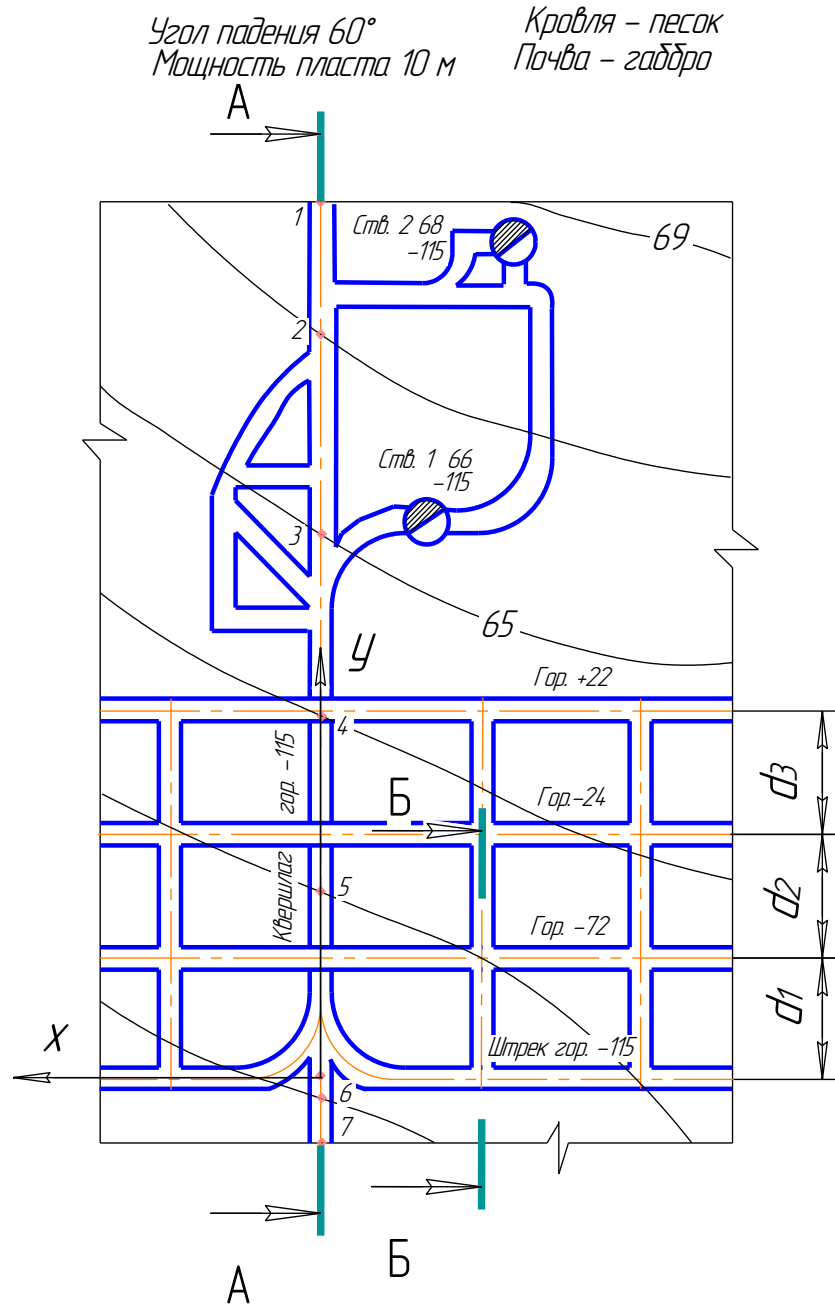 Угол падения 60°
Мощность пласта 10 м
Кровля - песок
Почва - габбро
А
1
Ств. 2 68
-115
69
2
Ств. 1 66
-115
3
65
У
Гор. +22
4
гор. -115
d3
Б
Гор.-24
5
Квершлаг
d2
Гор. -72
d1
Х
Штрек гор. -115
6
7
А
Б